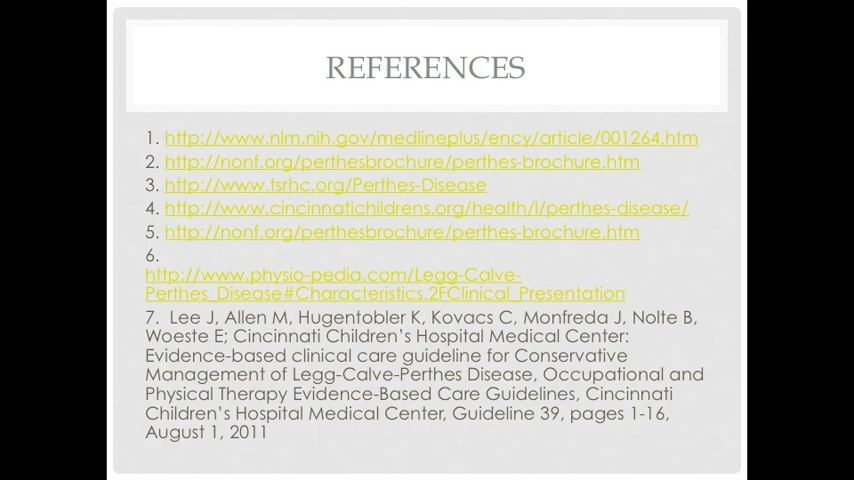 REFERENCES
1. http://www.nlm.nih.gov/medlineplus/ency/article/001264.htm
2. http://nonf.org/perthesbrochure/perthes-brochure.htm
3. http://www.tsrhc.org/Perthes-Disease
4. http://www.cincinnatichildrens.org/health/l/perthes-disease/
5. http://nonf.org/perthesbrochure/perthes-brochure.htm
6.
http://www.physio-pedia.com/Legg-Calve-
Perthes_Disease#Characteristics.2FClinical_Presentation
7. Lee J, Allen M, Hugentobler K, Kovacs C, Monfreda J, Nolte B,
Woeste E; Cincinnati Children’s Hospital Medical Center:
Evidence-based clinical care guideline for Conservative
Management of Legg-Calve-Perthes Disease, Occupational and
Physical Therapy Evidence-Based Care Guidelines, Cincinnati
Children’s Hospital Medical Center, Guideline 39, pages 1-16,
August 1, 2011